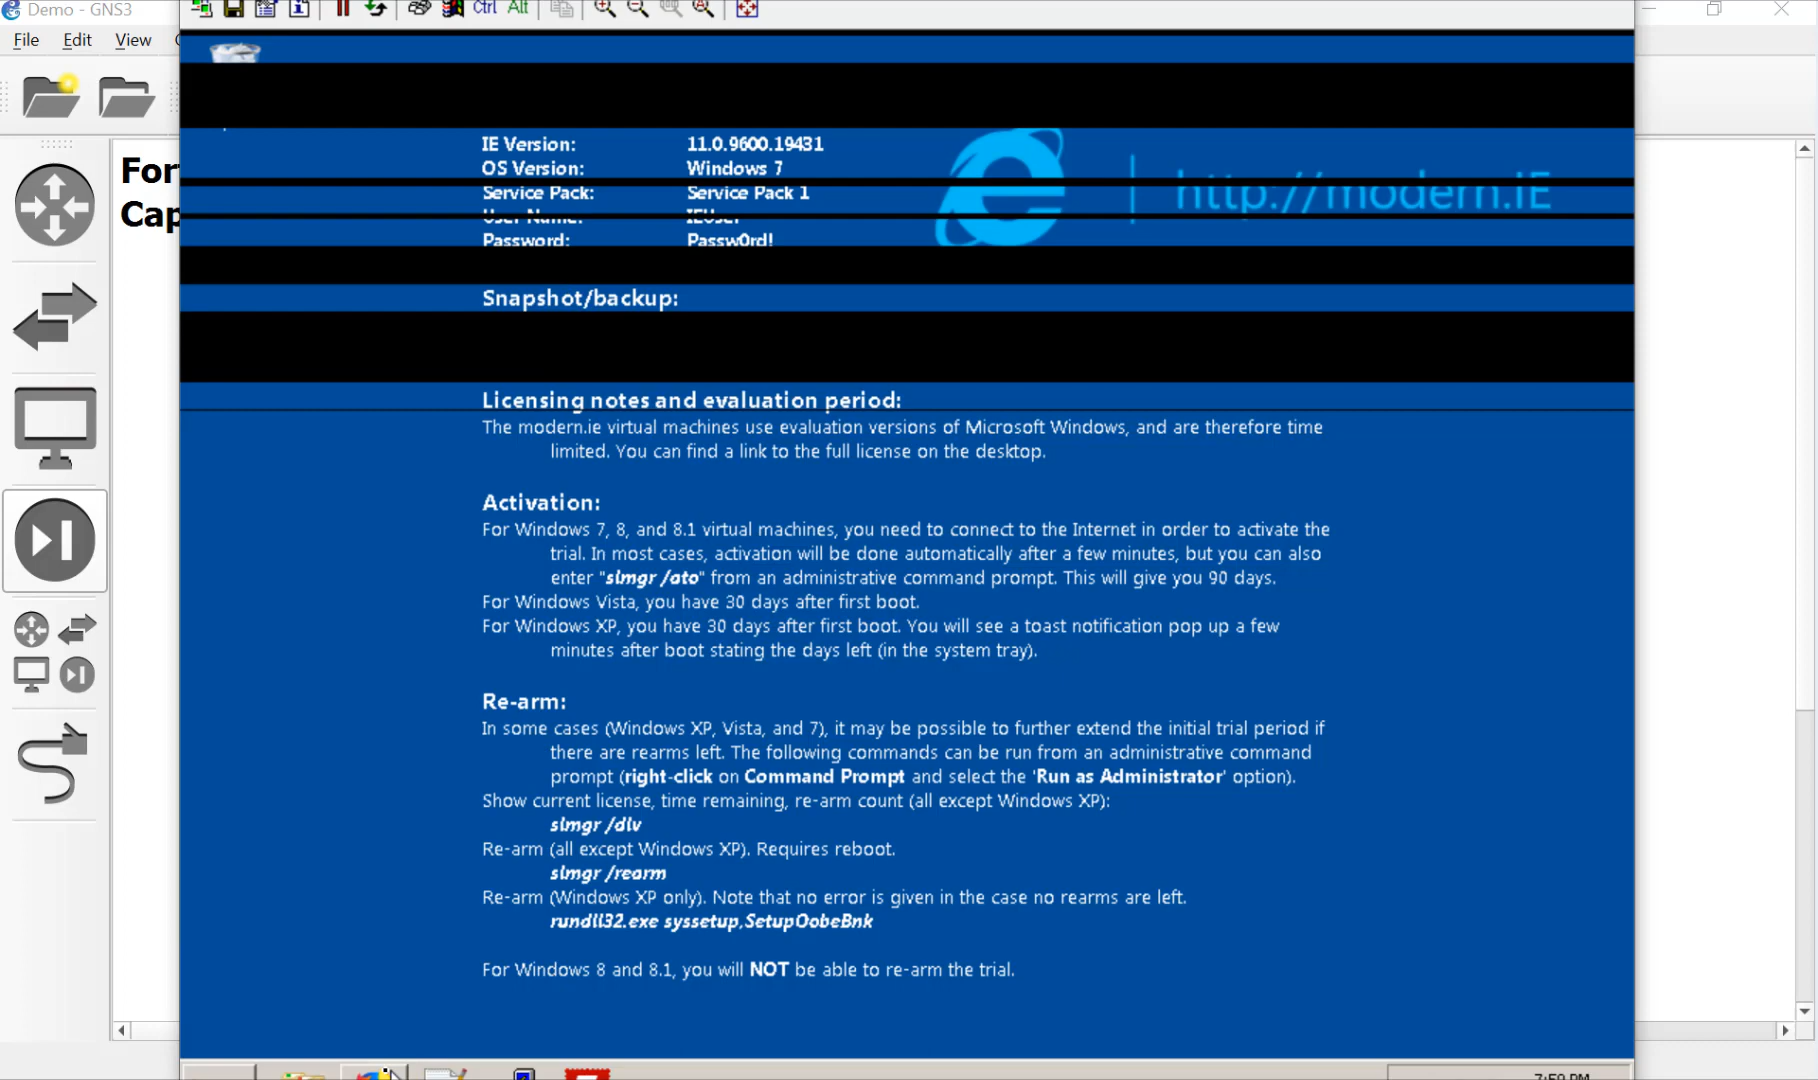 Demo - GNS3
File Edit View
Ctrl Alt
For
Cap
IE Version: 11.0.9600.19431
OS Version: Windows 7
Service Pack: Service Pack 1
User Name: IEUser
Password: Passw0rd!
http://modern.IE
Snapshot/backup:
Licensing notes and evaluation period:
The modern.ie virtual machines use evaluation versions of Microsoft Windows, and are therefore time
limited. You can find a link to the full license on the desktop.
Activation:
For Windows 7, 8, and 8.1 virtual machines, you need to connect to the Internet in order to activate the
trial. In most cases, activation will be done automatically after a few minutes, but you can also
enter "slmgr /ato" from an administrative command prompt. This will give you 90 days.
For Windows Vista, you have 30 days after first boot.
For Windows XP, you have 30 days after first boot. You will see a toast notification pop up a few
minutes after boot stating the days left (in the system tray).
Re-arm:
In some cases (Windows XP, Vista, and 7), it may be possible to further extend the initial trial period if
there are rearms left. The following commands can be run from an administrative command
prompt (right-click on Command Prompt and select the 'Run as Administrator' option).
Show current license, time remaining, re-arm count (all except Windows XP):
slmgr /dlv
Re-arm (all except Windows XP). Requires reboot.
slmgr /rearm
Re-arm (Windows XP only). Note that no error is given in the case no rearms are left.
rundll32.exe syssetup,SetupOobeBnk
For Windows 8 and 8.1, you will NOT be able to re-arm the trial.
7:59 PM